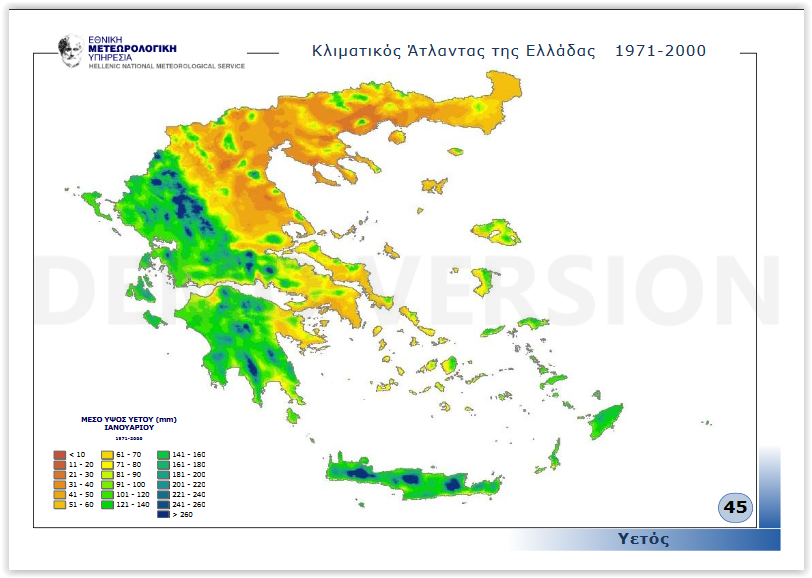 ΕΘΝΙΚΗ
ΜΕΤΕΩΡΟΛΟΓΙΚΗ
ΥΠΗΡΕΣΙΑ
HELLENIC NATIONAL METEOROLOGICAL SERVICE
Κλιματικός Άτλαντας της Ελλάδας 1971-2000
VERSION
ΜΕΣΟ ΥΨΟΣ ΥΕΤΟΥ (mm)
ΙΑΝΟΥΑΡΙΟΥ
1971-2000
< 10 61 - 70 141 - 160
11 - 20 71 - 80 161 - 180
21 - 30 81 - 90 181 - 200
31 - 40 91 - 100 201 - 220
41 - 50 101 - 120 221 - 240
51 - 60 121 - 140 241 - 260
> 260
45
Υετός